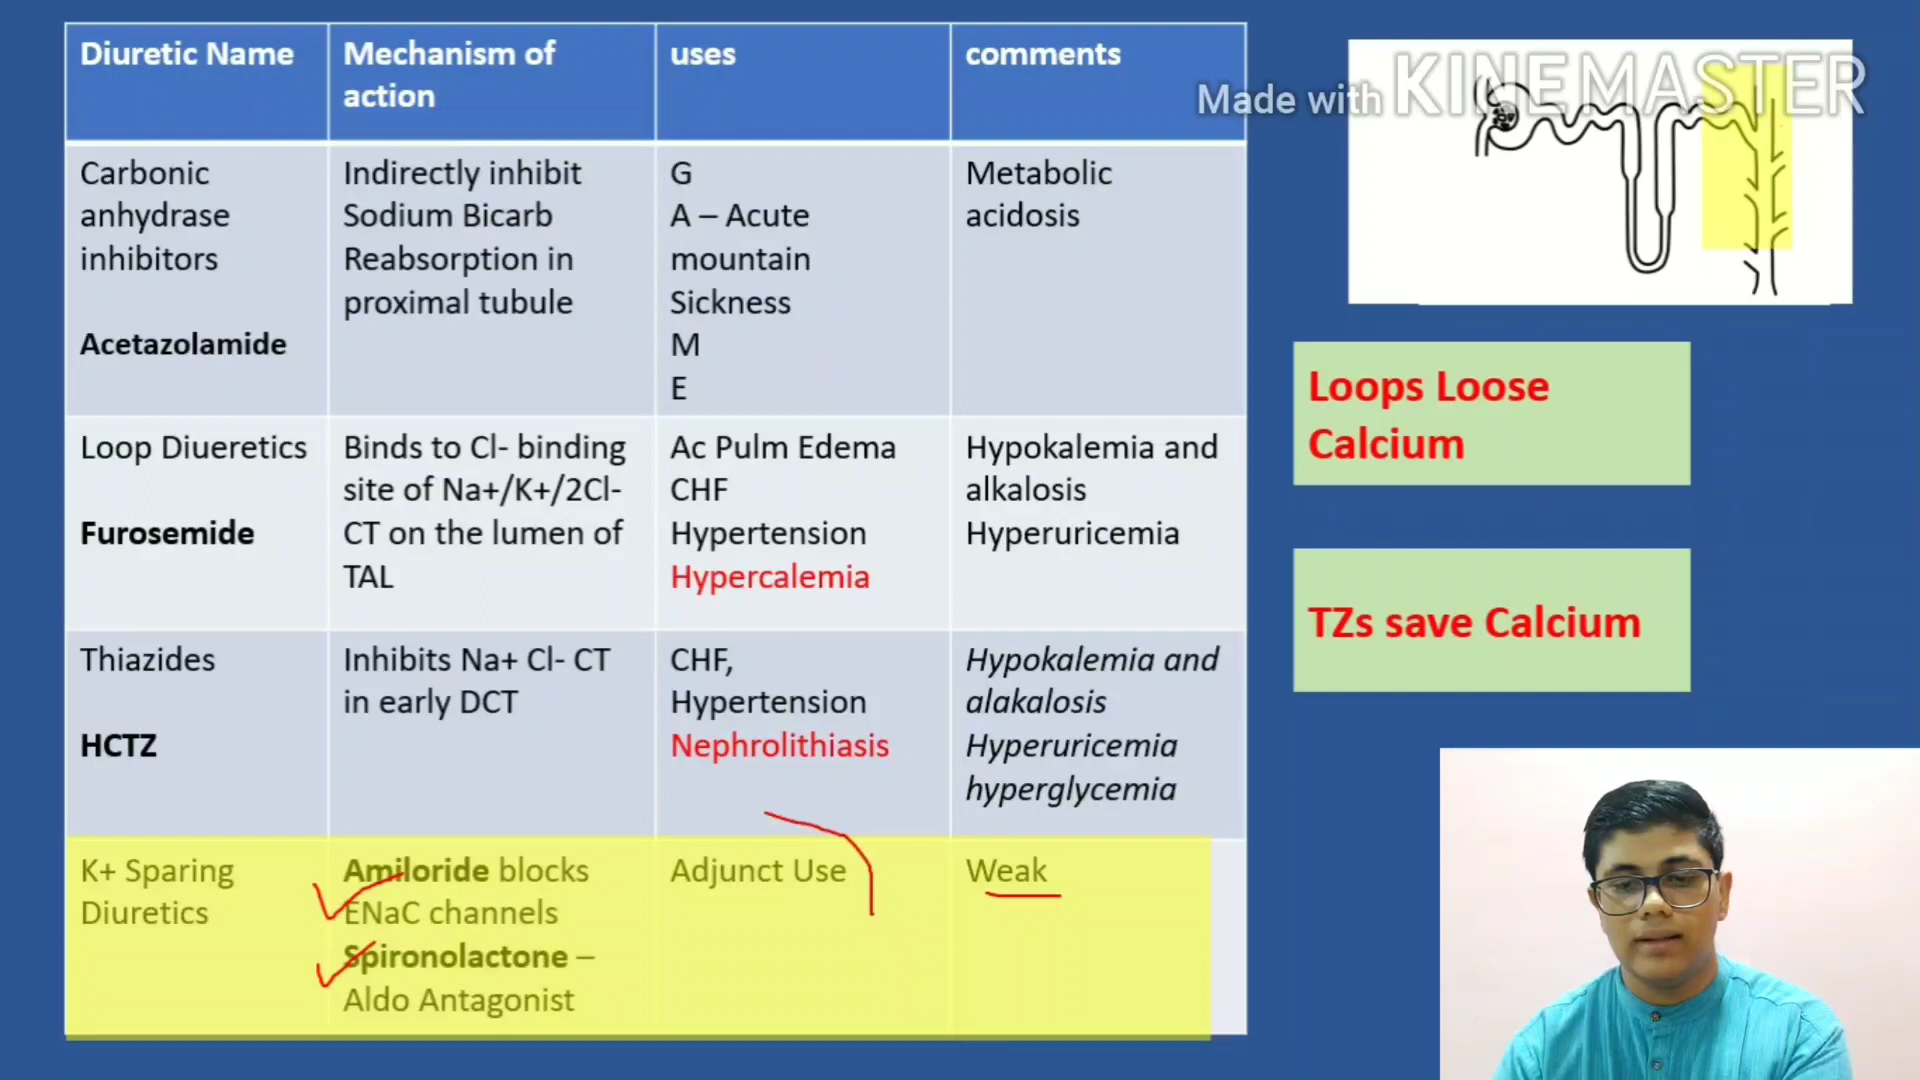 Diuretic Name
Mechanism of
action
uses
comments
Carbonic
anhydrase
inhibitors
Acetazolamide
Indirectly inhibit
Sodium Bicarb
Reabsorption in
proximal tubule
G
A – Acute
mountain
Sickness
M
E
Metabolic
acidosis
Loop Diueretics
Furosemide
Binds to Cl- binding
site of Na+/K+/2Cl-
CT on the lumen of
TAL
Ac Pulm Edema
CHF
Hypertension
Hypercalemia
Hypokalemia and
alkalosis
Hyperuricemia
Thiazides
HCTZ
Inhibits Na+ Cl- CT
in early DCT
CHF,
Hypertension
Nephrolithiasis
Hypokalemia and
alakalosis
Hyperuricemia
hyperglycemia
K+ Sparing
Diuretics
Amiloride blocks
ENaC channels
Spironolactone –
Aldo Antagonist
Adjunct Use
Weak
Made with KINEMASTER
Loops Loose
Calcium
TZs save Calcium